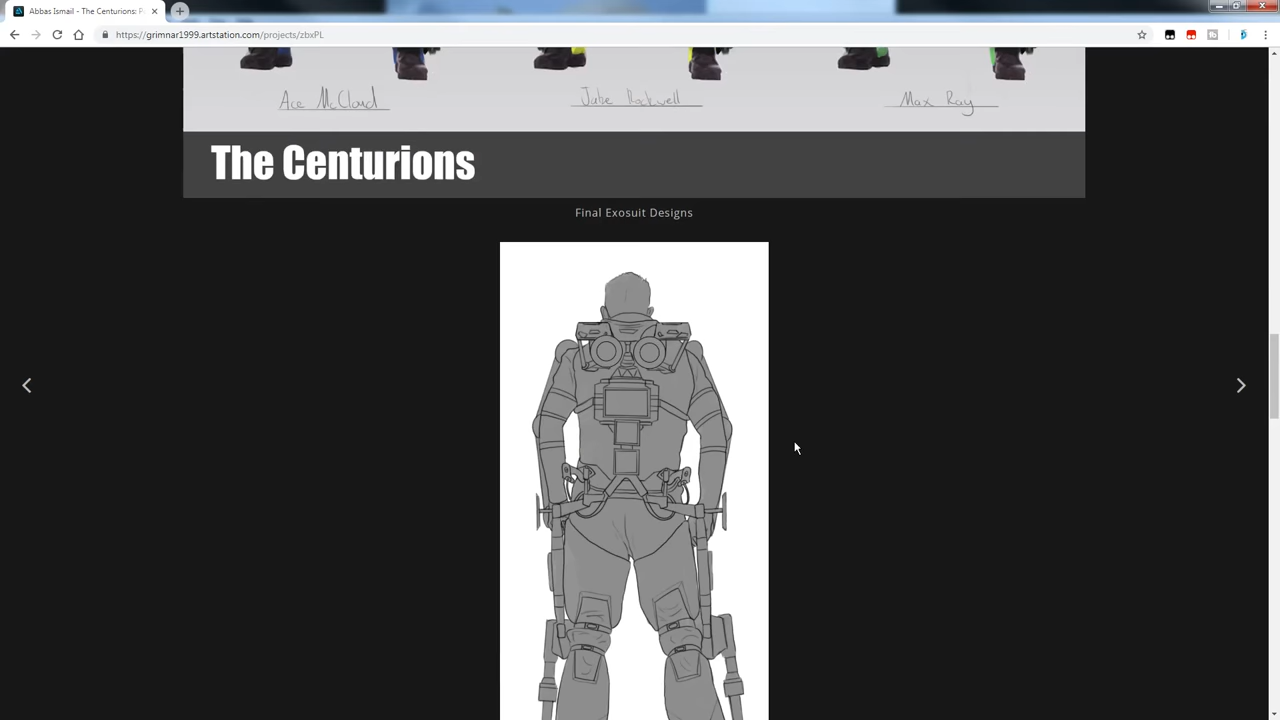 Abbas Ismail - The Centurions: P
https://grimnar1999.artstation.com/projects/zbxPL
Ace McCloud Jake Rockwell Max Ray
The Centurions
Final Exosuit Designs